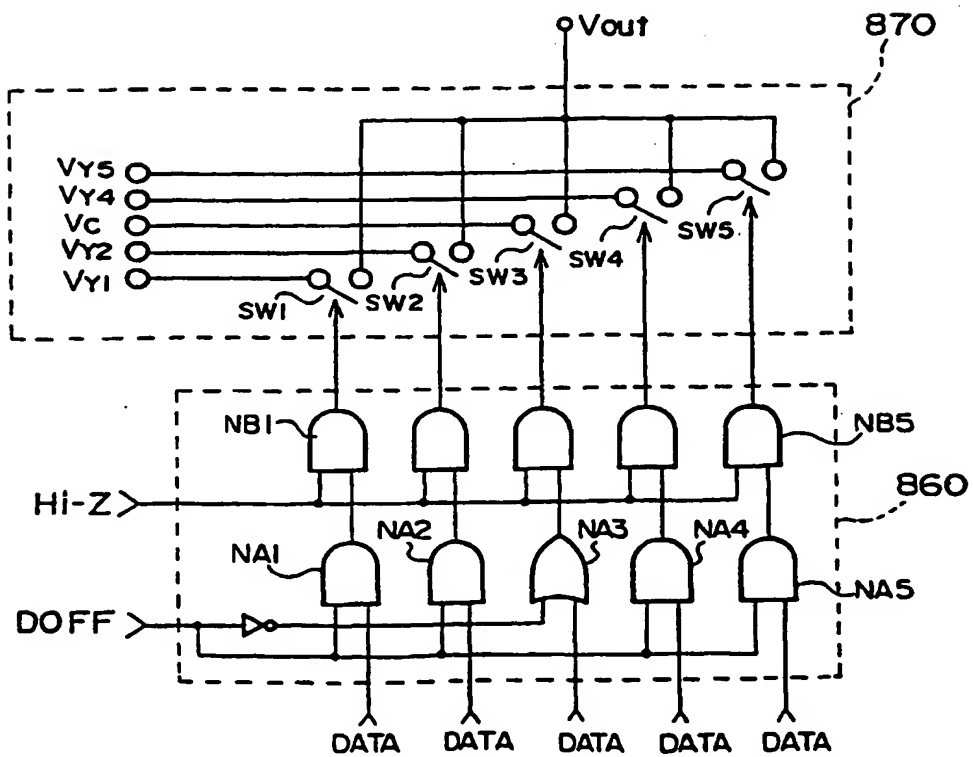 Vout
870
VY5
VY4
VC
VY2
VY1
SW1
SW2
SW3
SW4
SW5
NB1
NB5
Hi-Z
860
NA1
NA2
NA3
NA4
NA5
DOFF
DATA
DATA
DATA
DATA
DATA